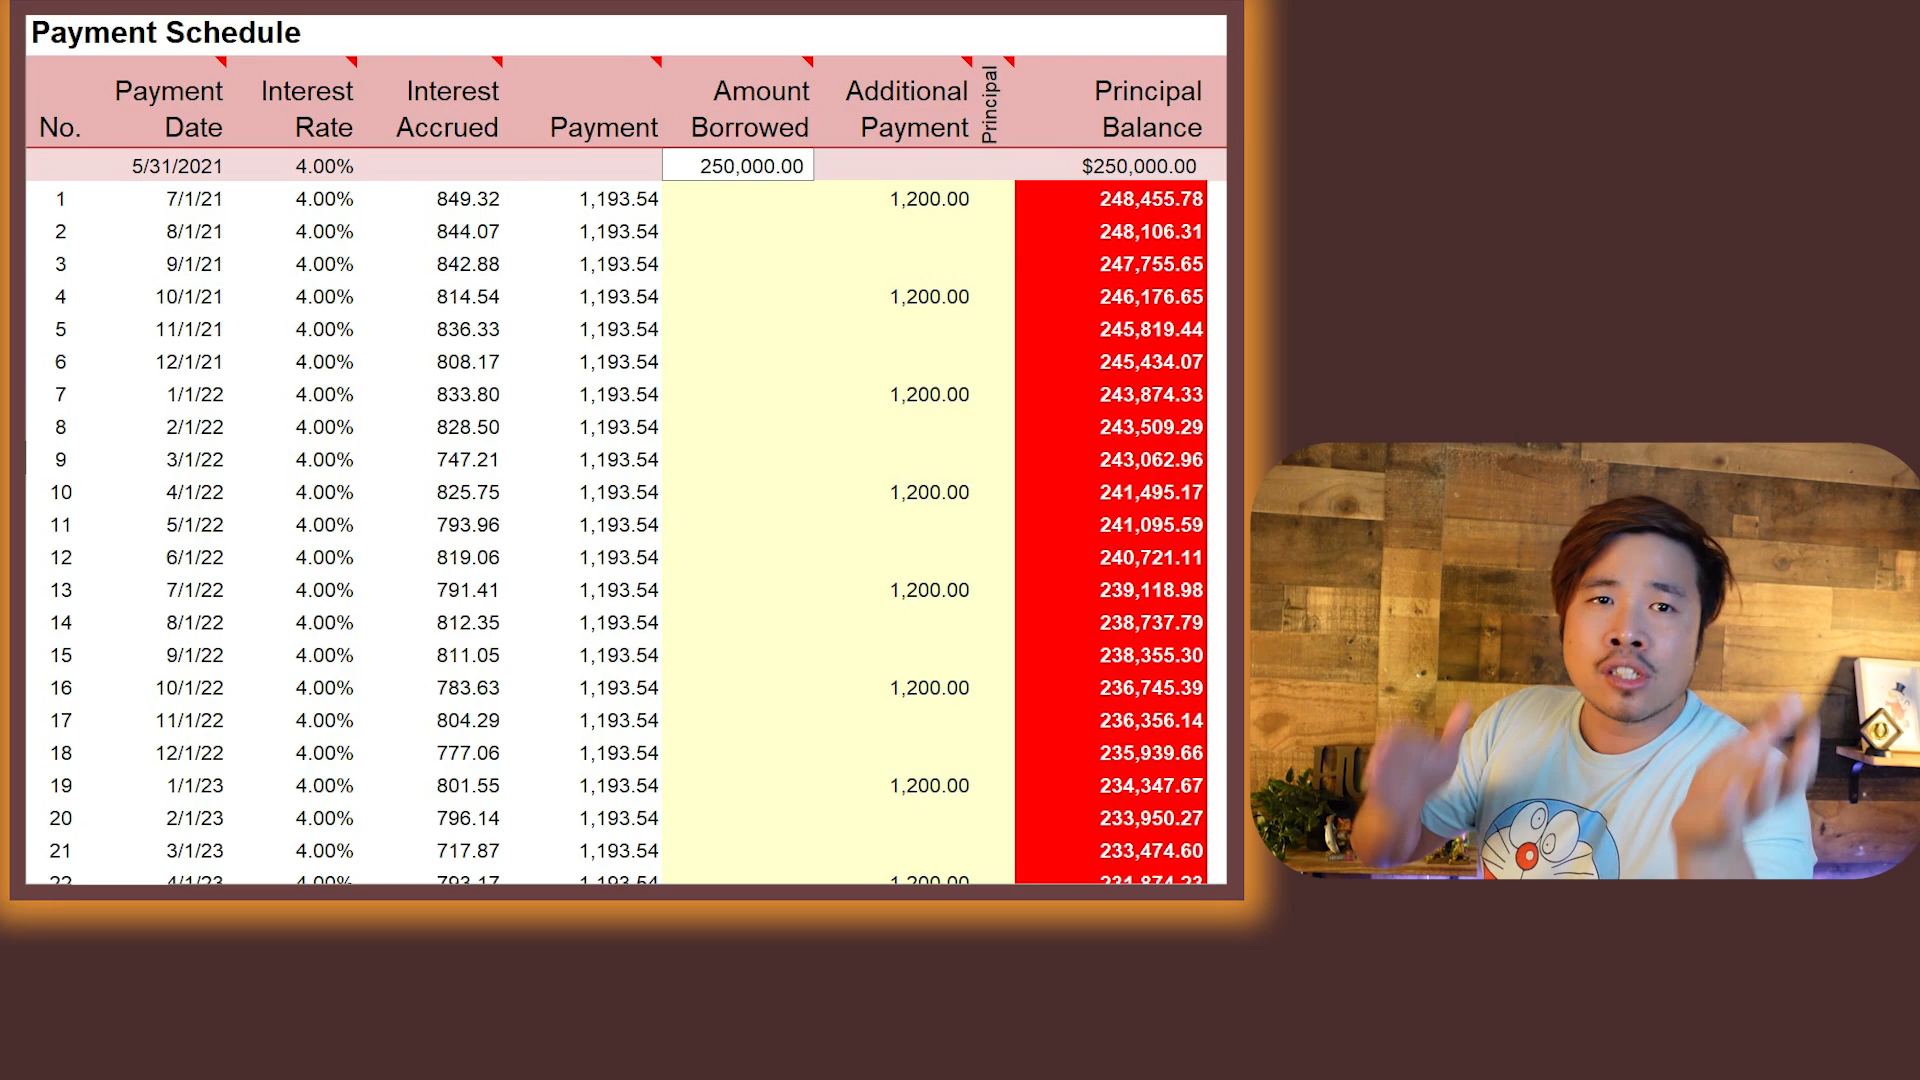 Payment Schedule
No. Payment Date Interest Rate Interest Accrued Payment Amount Borrowed Additional Payment Principal Principal Balance
5/31/2021 4.00% 250,000.00 $250,000.00
1 7/1/21 4.00% 849.32 1,193.54 1,200.00 248,455.78
2 8/1/21 4.00% 844.07 1,193.54 248,106.31
3 9/1/21 4.00% 842.88 1,193.54 247,755.65
4 10/1/21 4.00% 814.54 1,193.54 1,200.00 246,176.65
5 11/1/21 4.00% 836.33 1,193.54 245,819.44
6 12/1/21 4.00% 808.17 1,193.54 245,434.07
7 1/1/22 4.00% 833.80 1,193.54 1,200.00 243,874.33
8 2/1/22 4.00% 828.50 1,193.54 243,509.29
9 3/1/22 4.00% 747.21 1,193.54 243,062.96
10 4/1/22 4.00% 825.75 1,193.54 1,200.00 241,495.17
11 5/1/22 4.00% 793.96 1,193.54 241,095.59
12 6/1/22 4.00% 819.06 1,193.54 240,721.11
13 7/1/22 4.00% 791.41 1,193.54 1,200.00 239,118.98
14 8/1/22 4.00% 812.35 1,193.54 238,737.79
15 9/1/22 4.00% 811.05 1,193.54 238,355.30
16 10/1/22 4.00% 783.63 1,193.54 1,200.00 236,745.39
17 11/1/22 4.00% 804.29 1,193.54 236,356.14
18 12/1/22 4.00% 777.06 1,193.54 235,939.66
19 1/1/23 4.00% 801.55 1,193.54 1,200.00 234,347.67
20 2/1/23 4.00% 796.14 1,193.54 233,950.27
21 3/1/23 4.00% 717.87 1,193.54 233,474.60
22 4/1/23 4.00% 793.17 1,193.54 1,200.00 231,874.23